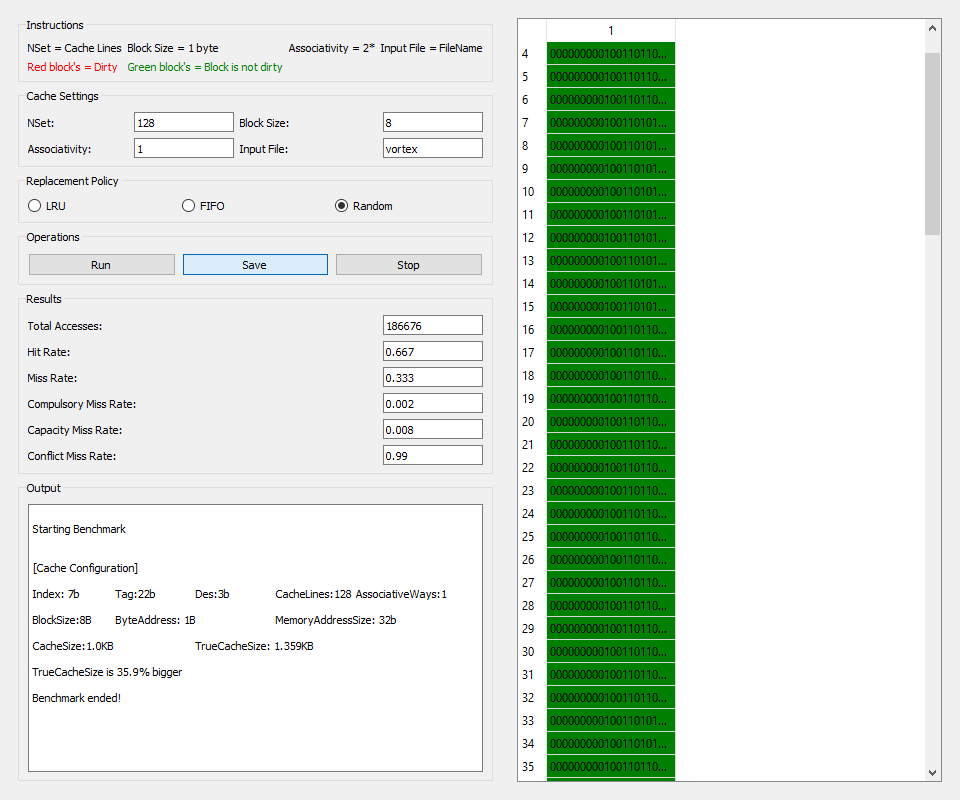 Instructions
NSet = Cache Lines Block Size = 1 byte Associativity = 2* Input File = FileName
Red block's = Dirty Green block's = Block is not dirty
Cache Settings
NSet: 128 Block Size: 8
Associativity: 1 Input File: vortex
Replacement Policy
LRU FIFO Random
Operations
Run Save Stop
Results
Total Accesses: 186676
Hit Rate: 0.667
Miss Rate: 0.333
Compulsory Miss Rate: 0.002
Capacity Miss Rate: 0.008
Conflict Miss Rate: 0.99
Output
Starting Benchmark
[Cache Configuration]
Index: 7b Tag:22b Des:3b CacheLines:128 AssociativeWays:1
BlockSize:8B ByteAddress: 1B MemoryAddressSize: 32b
CacheSize:1.0KB TrueCacheSize: 1.359KB
TrueCacheSize is 35.9% bigger
Benchmark ended!
1
4 000000000100110110...
5 000000000100110110...
6 000000000100110110...
7 000000000100110101...
8 000000000100110101...
9 000000000100110101...
10 000000000100110101...
11 000000000100110101...
12 000000000100110101...
13 000000000100110101...
14 000000000100110101...
15 000000000100110101...
16 000000000100110110...
17 000000000100110110...
18 000000000100110110...
19 000000000100110110...
20 000000000100110110...
21 000000000100110110...
22 000000000100110110...
23 000000000100110110...
24 000000000100110110...
25 000000000100110110...
26 000000000100110110...
27 000000000100110110...
28 000000000100110110...
29 000000000100110110...
30 000000000100110110...
31 000000000100110110...
32 000000000100110110...
33 000000000100110101...
34 000000000100110101...
35 000000000100110110...